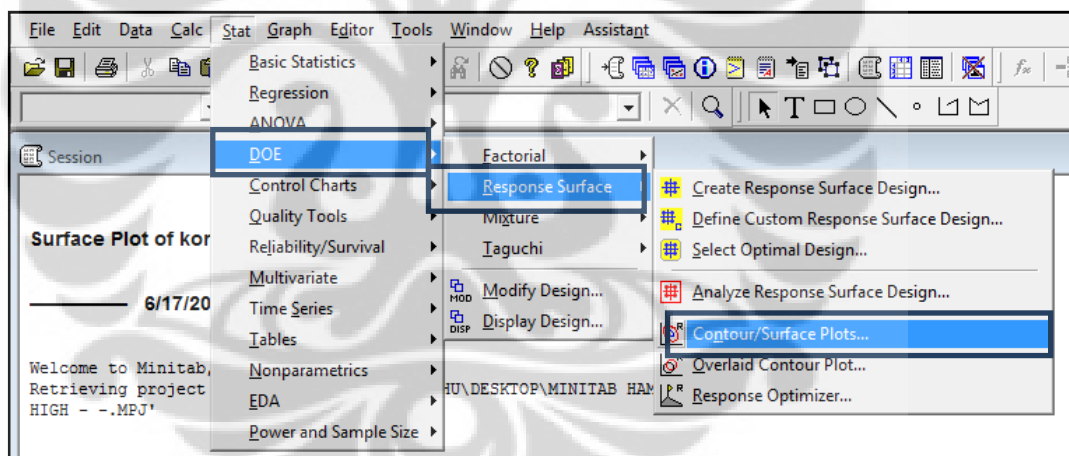 File Edit Data Calc Stat Graph Editor Tools Window Help Assistant
Basic Statistics
Regression
ANOVA
DOE
Control Charts
Quality Tools
Reliability/Survival
Multivariate
Time Series
Tables
Nonparametrics
EDA
Power and Sample Size
Factorial
Response Surface
Mixture
Taguchi
MOD Modify Design...
DISP Display Design...
Create Response Surface Design...
Define Custom Response Surface Design...
Select Optimal Design...
Analyze Response Surface Design...
Contour/Surface Plots...
Overlaid Contour Plot...
Response Optimizer...
Session
Surface Plot of kor
6/17/20
Welcome to Minitab,
Retrieving project HU\DESKTOP\MINITAB HAM
HIGH - -.MPJ'